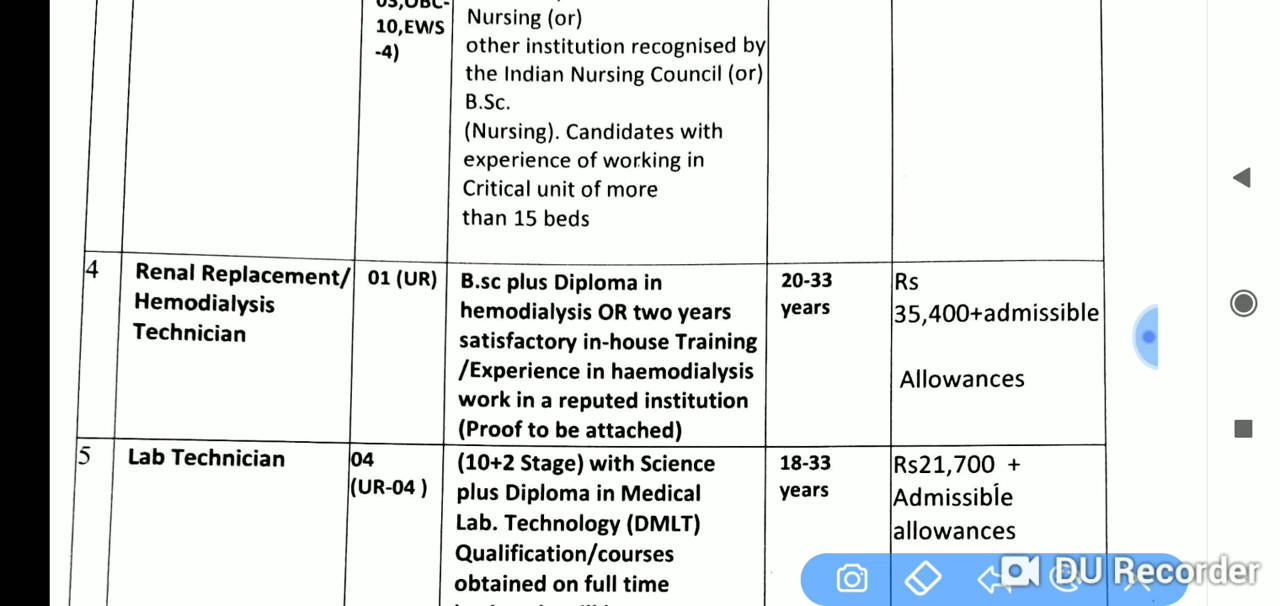 03,OBC-
10,EWS
-4)
Nursing (or)
other institution recognised by
the Indian Nursing Council (or)
B.Sc.
(Nursing). Candidates with
experience of working in
Critical unit of more
than 15 beds
4
Renal Replacement/
Hemodialysis
Technician
01 (UR)
B.sc plus Diploma in
hemodialysis OR two years
satisfactory in-house Training
/Experience in haemodialysis
work in a reputed institution
(Proof to be attached)
20-33
years
Rs
35,400+admissible
Allowances
5
Lab Technician
04
(UR-04 )
(10+2 Stage) with Science
plus Diploma in Medical
Lab. Technology (DMLT)
Qualification/courses
obtained on full time
18-33
years
Rs21,700 +
Admissible
allowances
DU Recorder